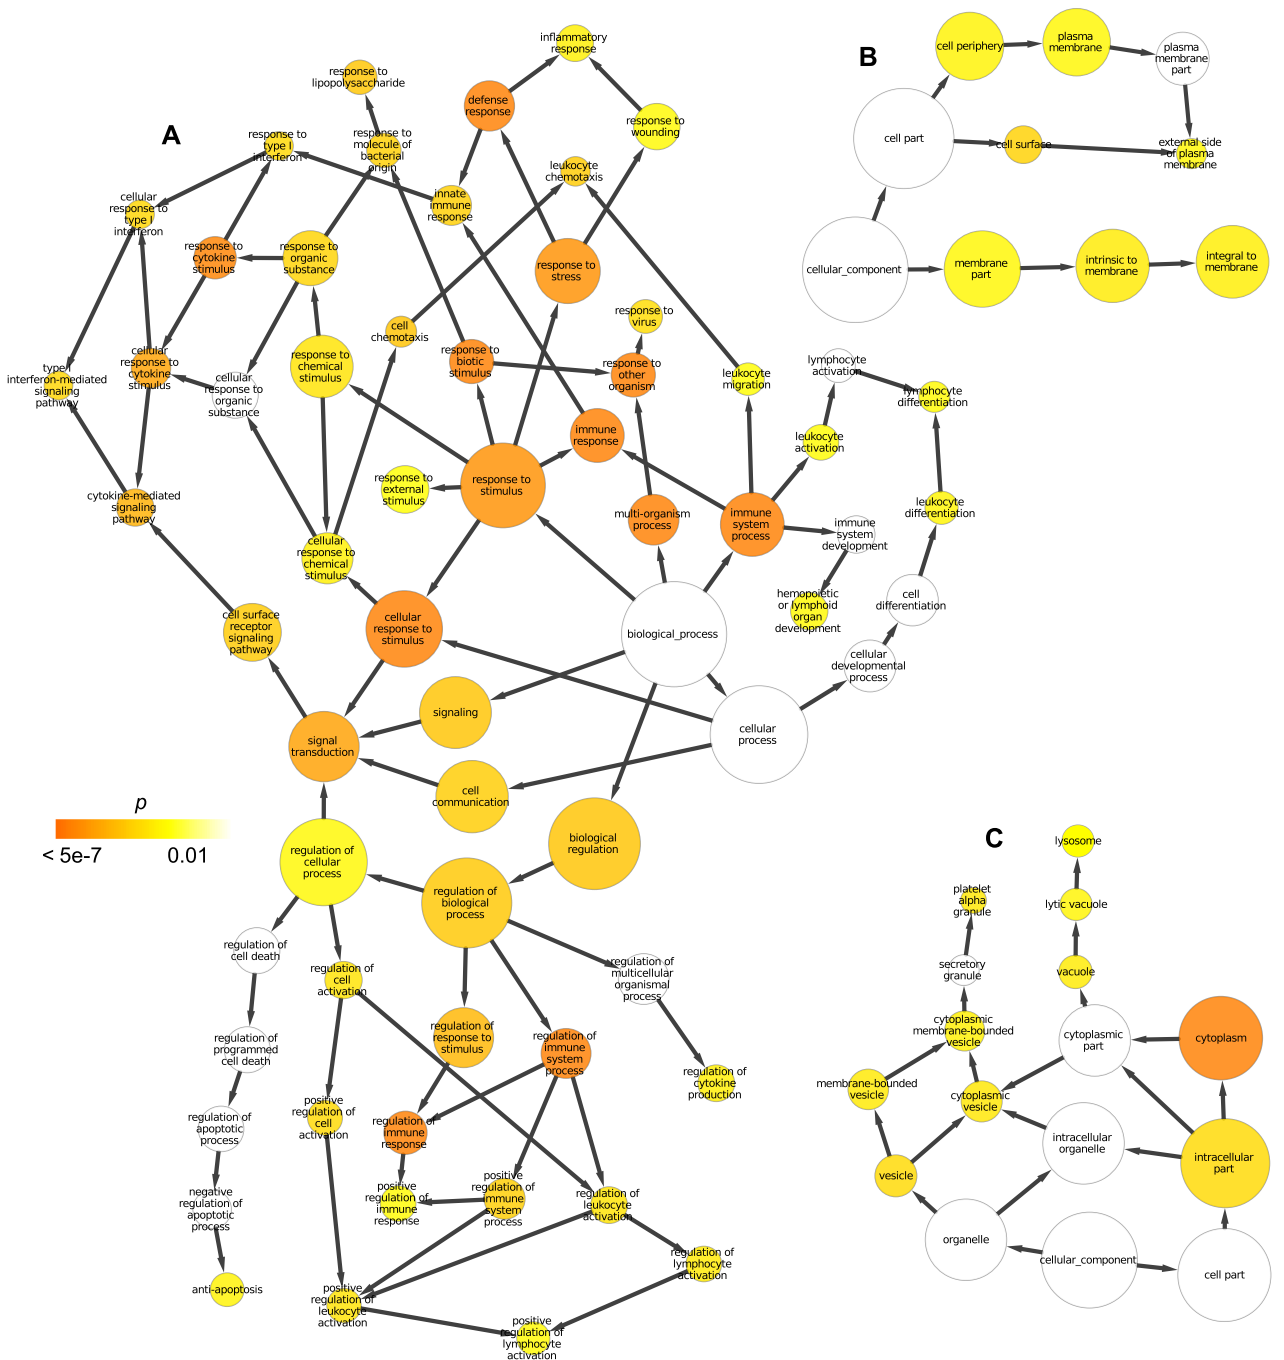 A
inflammatory
response
response to
lipopolysaccharide
defense
response
response to
wounding
response to
type I
interferon
response to
molecule of
bacterial
origin
leukocyte
chemotaxis
cellular
response to
type I
interferon
innate
immune
response
response to
cytokine
stimulus
response to
organic
substance
response to
stress
response to
virus
cell
chemotaxis
type I
interferon-mediated
signaling
pathway
cellular
response to
cytokine
stimulus
cellular
response to
organic
substance
response to
chemical
stimulus
response to
biotic
stimulus
response to
other
organism
leukocyte
migration
lymphocyte
activation
lymphocyte
differentiation
immune
response
leukocyte
activation
response to
external
stimulus
response to
stimulus
cytokine-mediated
signaling
pathway
multi-organism
process
immune
system
process
immune
system
development
leukocyte
differentiation
cellular
response to
chemical
stimulus
hemopoietic
or lymphoid
organ
development
cell
differentiation
cell surface
receptor
signaling
pathway
cellular
response to
stimulus
biological_process
cellular
developmental
process
signaling
cellular
process
signal
transduction
cell
communication
p
< 5e-7
0.01
regulation of
cellular
process
biological
regulation
regulation of
biological
process
regulation of
cell death
regulation of
cell
activation
regulation of
multicellular
organismal
process
regulation of
programmed
cell death
regulation of
response to
stimulus
regulation of
immune
system
process
regulation of
cytokine
production
regulation of
apoptotic
process
positive
regulation of
cell
activation
regulation of
immune
response
negative
regulation of
apoptotic
process
positive
regulation of
immune
response
positive
regulation of
immune
system
process
regulation of
leukocyte
activation
anti-apoptosis
positive
regulation of
leukocyte
activation
regulation of
lymphocyte
activation
positive
regulation of
lymphocyte
activation
B
cell periphery
plasma
membrane
plasma
membrane
part
cell part
cell surface
external side
of plasma
membrane
cellular_component
membrane
part
intrinsic to
membrane
integral to
membrane
C
lysosome
platelet
alpha
granule
lytic vacuole
secretory
granule
vacuole
cytoplasmic
membrane-bounded
vesicle
cytoplasmic
part
cytoplasm
membrane-bounded
vesicle
cytoplasmic
vesicle
intracellular
organelle
intracellular
part
vesicle
organelle
cellular_component
cell part